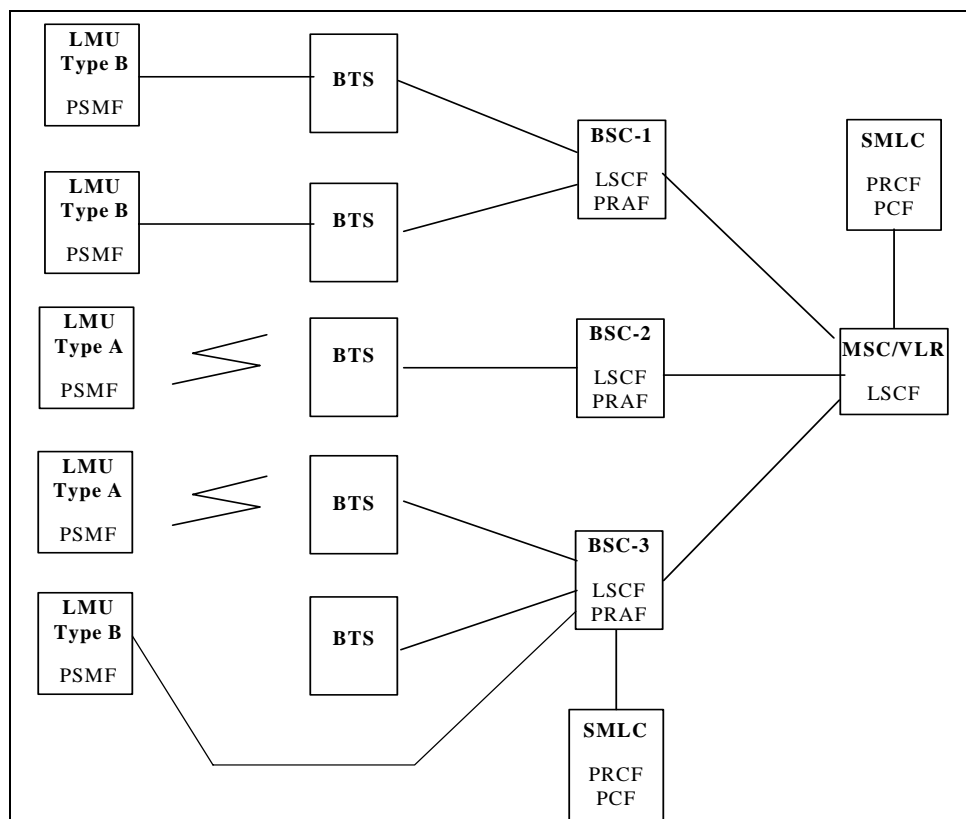 LMU
Type B
PSMF
BTS
LMU
Type B
PSMF
BTS
BSC-1
LSCF
PRAF
SMLC
PRCF
PCF
LMU
Type A
PSMF
BTS
BSC-2
LSCF
PRAF
MSC/VLR
LSCF
LMU
Type A
PSMF
BTS
BSC-3
LSCF
PRAF
LMU
Type B
PSMF
BTS
SMLC
PRCF
PCF